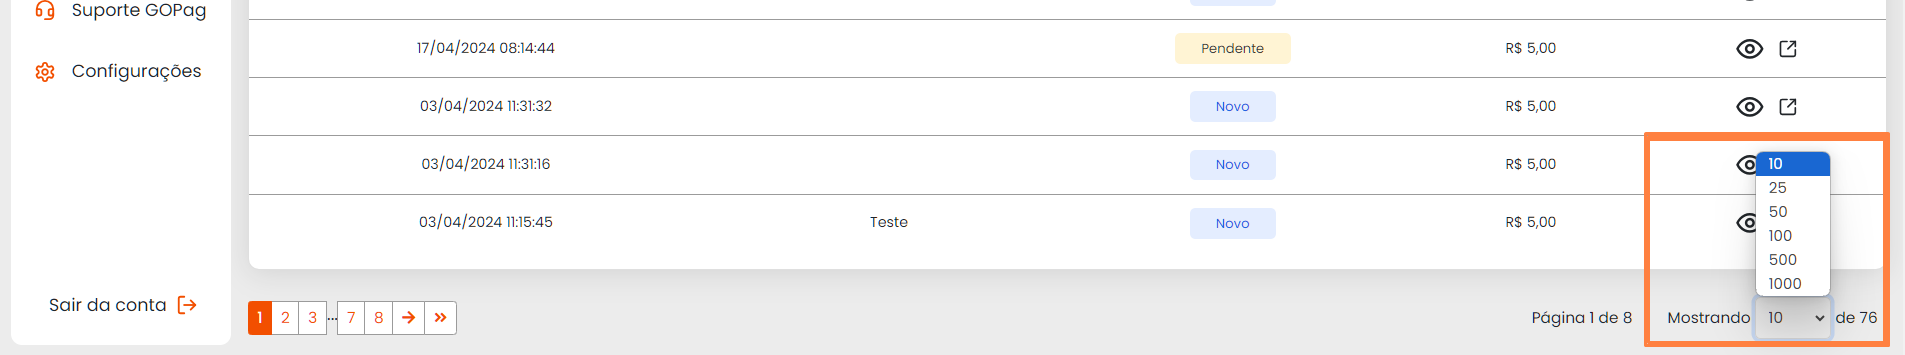 Suporte GOPag
17/04/2024 08:14:44 Pendente R$ 5,00
Configurações
03/04/2024 11:31:32 Novo R$ 5,00
03/04/2024 11:31:16 Novo R$ 5,00
10
25
50
100
500
1000
03/04/2024 11:15:45 Teste Novo R$ 5,00
Sair da conta
1 2 3 ... 7 8 → »
Página 1 de 8
Mostrando 10 de 76